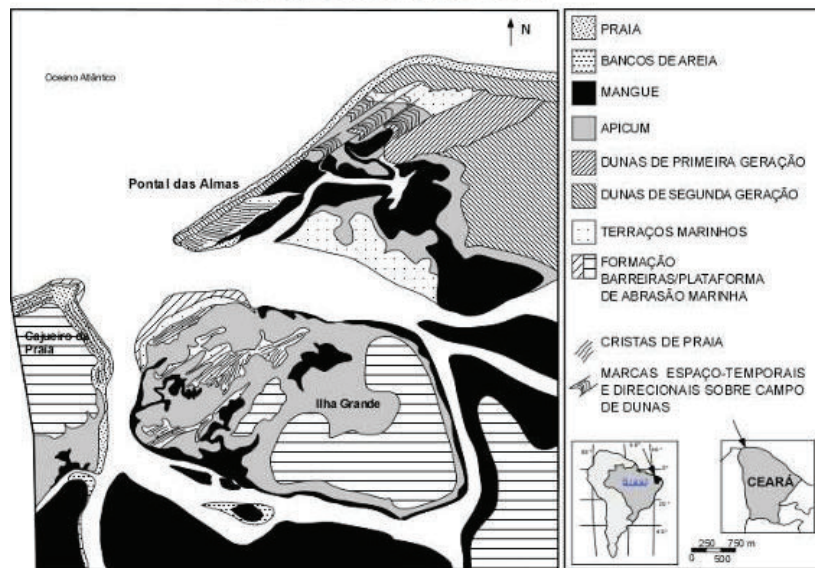 Oceano Atlântico
N
Pontal das Almas
Cajueiro da
Praia
Ilha Grande
PRAIA
BANCOS DE AREIA
MANGUE
APICUM
DUNAS DE PRIMEIRA GERAÇÃO
DUNAS DE SEGUNDA GERAÇÃO
TERRAÇOS MARINHOS
FORMAÇÃO
BARREIRAS/PLATAFORMA
DE ABRASÃO MARINHA
CRISTAS DE PRAIA
MARCAS ESPAÇO-TEMPORAIS
E DIRECIONAIS SOBRE CAMPO
DE DUNAS
CEARÁ
250 750 m
0 500